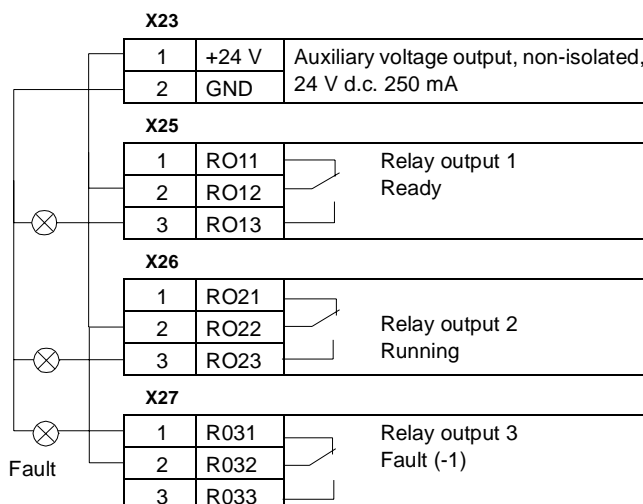 X23
1 +24 V Auxiliary voltage output, non-isolated,
2 GND 24 V d.c. 250 mA
X25
1 RO11 Relay output 1
2 RO12 Ready
3 RO13
X26
1 RO21
2 RO22 Relay output 2
3 RO23 Running
X27
1 R031 Relay output 3
2 R032 Fault (-1)
3 R033
Fault